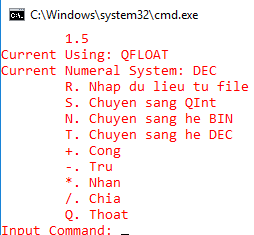 C:\Windows\system32\cmd.exe
1.5
Current Using: QFLOAT
Current Numeral System: DEC
R. Nhap du lieu tu file
S. Chuyen sang QInt
N. Chuyen sang he BIN
T. Chuyen sang he DEC
+. Cong
-. Tru
*. Nhan
/. Chia
Q. Thoat
Input Command: _